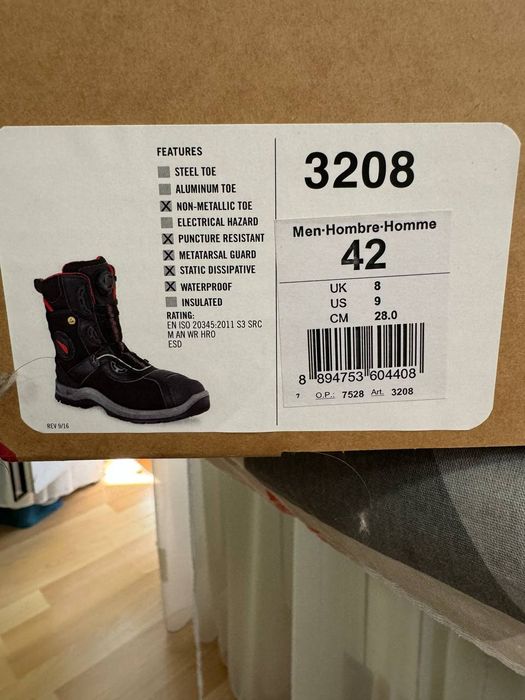 FEATURES
STEEL TOE
ALUMINUM TOE
X NON-METALLIC TOE
ELECTRICAL HAZARD
X PUNCTURE RESISTANT
X METATARSAL GUARD
X STATIC DISSIPATIVE
X WATERPROOF
INSULATED
RATING:
EN ISO 20345:2011 S3 SRC
M AN WR HRO
ESD
REV 9/16
3208
Men·Hombre·Homme
42
UK 8
US 9
CM 28.0
8 894753 604408
7 O.P.: 7528 Art. 3208